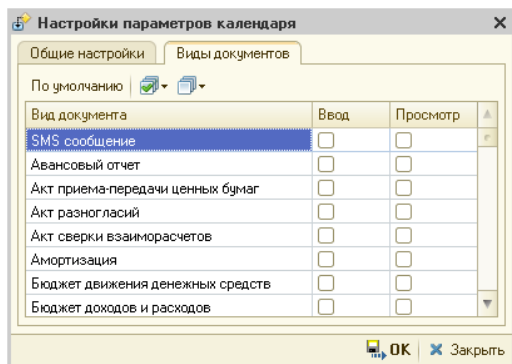 Настройки параметров календаря
Общие настройки Виды документов
По умолчанию
Вид документа Ввод Просмотр
SMS сообщение
Авансовый отчет
Акт приема-передачи ценных бумаг
Акт разногласий
Акт сверки взаиморасчетов
Амортизация
Бюджет движения денежных средств
Бюджет доходов и расходов
OK Закрыть